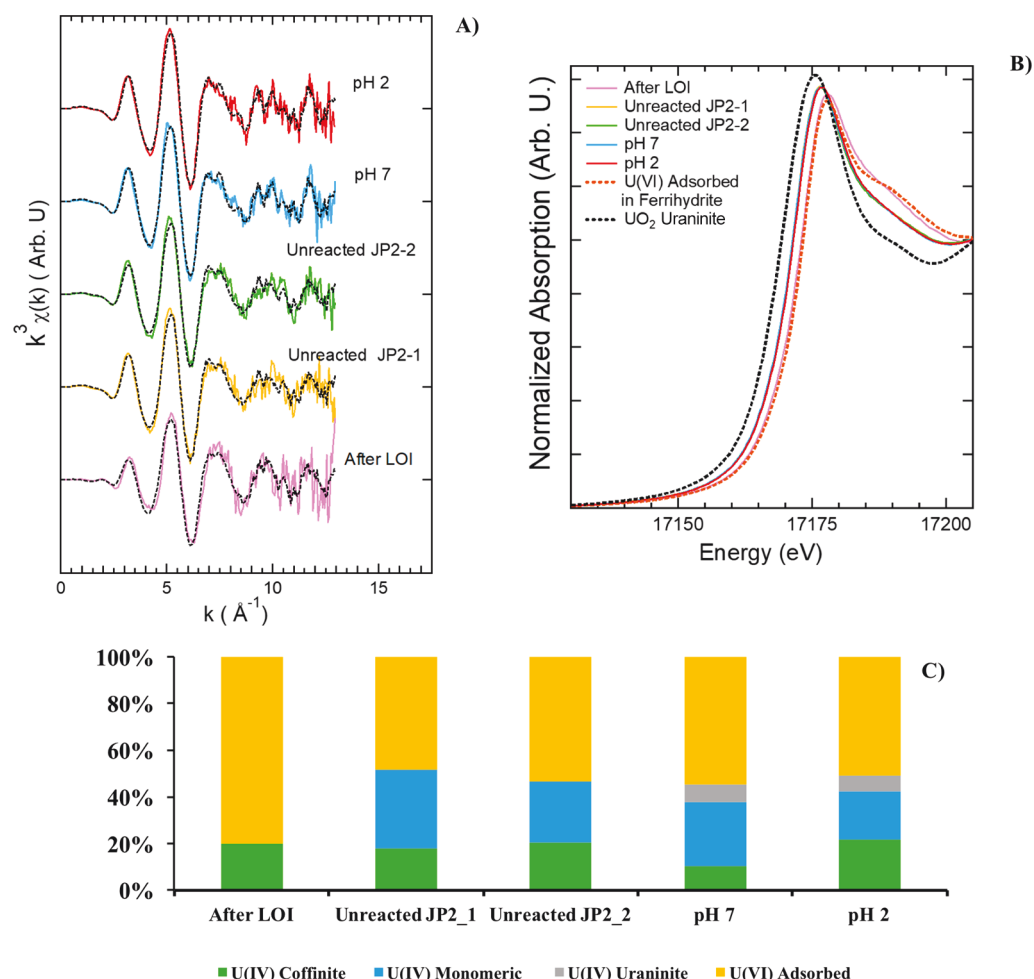 A)
pH 2
pH 7
Unreacted JP2-2
Unreacted JP2-1
After LOI
k³ χ(k) ( Arb. U)
0 5 10 15
k ( Å⁻¹)
B)
After LOI
Unreacted JP2-1
Unreacted JP2-2
pH 7
pH 2
U(VI) Adsorbed
in Ferrihydrite
UO₂ Uraninite
Normalized Absorption (Arb. U.)
17150 17175 17200
Energy (eV)
C)
100%
80%
60%
40%
20%
0%
After LOI Unreacted JP2_1 Unreacted JP2_2 pH 7 pH 2
U(IV) Coffinite U(IV) Monomeric U(IV) Uraninite U(VI) Adsorbed